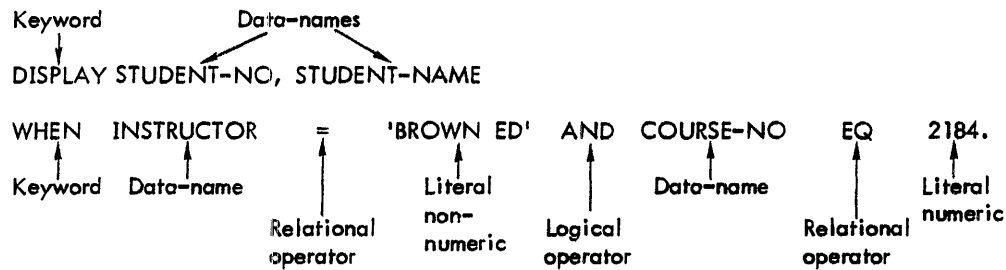 Keyword Data-names
DISPLAY STUDENT-NO, STUDENT-NAME
WHEN INSTRUCTOR = 'BROWN ED' AND COURSE-NO EQ 2184.
Keyword Data-name Literal Data-name Literal
non- numeric
Relational numeric Logical Relational
operator operator operator